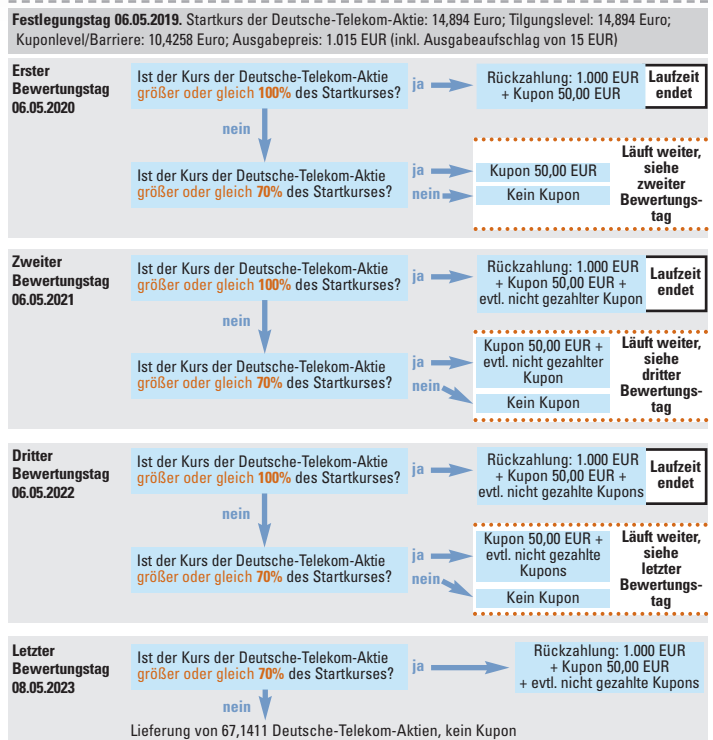 Festlegungstag 06.05.2019. Startkurs der Deutsche-Telekom-Aktie: 14,894 Euro; Tilgungslevel: 14,894 Euro;
Kuponlevel/Barriere: 10,4258 Euro; Ausgabepreis: 1.015 EUR (inkl. Ausgabeaufschlag von 15 EUR)
Erster
Bewertungstag
06.05.2020
Ist der Kurs der Deutsche-Telekom-Aktie
größer oder gleich 100% des Startkurses?
ja
Rückzahlung: 1.000 EUR
+ Kupon 50,00 EUR
Laufzeit
endet
nein
Ist der Kurs der Deutsche-Telekom-Aktie
größer oder gleich 70% des Startkurses?
ja
nein
Kupon 50,00 EUR
Kein Kupon
Läuft weiter,
siehe
zweiter
Bewertungs-
tag
Zweiter
Bewertungstag
06.05.2021
Ist der Kurs der Deutsche-Telekom-Aktie
größer oder gleich 100% des Startkurses?
ja
Rückzahlung: 1.000 EUR
+ Kupon 50,00 EUR +
evtl. nicht gezahlter Kupon
Laufzeit
endet
nein
Ist der Kurs der Deutsche-Telekom-Aktie
größer oder gleich 70% des Startkurses?
ja
nein
Kupon 50,00 EUR +
evtl. nicht gezahlter
Kupon
Kein Kupon
Läuft weiter,
siehe
dritter
Bewertungs-
tag
Dritter
Bewertungstag
06.05.2022
Ist der Kurs der Deutsche-Telekom-Aktie
größer oder gleich 100% des Startkurses?
ja
Rückzahlung: 1.000 EUR
+ Kupon 50,00 EUR +
evtl. nicht gezahlte Kupons
Laufzeit
endet
nein
Ist der Kurs der Deutsche-Telekom-Aktie
größer oder gleich 70% des Startkurses?
ja
nein
Kupon 50,00 EUR +
evtl. nicht gezahlte
Kupons
Kein Kupon
Läuft weiter,
siehe
letzter
Bewertungs-
tag
Letzter
Bewertungstag
08.05.2023
Ist der Kurs der Deutsche-Telekom-Aktie
größer oder gleich 70% des Startkurses?
ja
Rückzahlung: 1.000 EUR
+ Kupon 50,00 EUR
+ evtl. nicht gezahlte Kupons
nein
Lieferung von 67,1411 Deutsche-Telekom-Aktien, kein Kupon